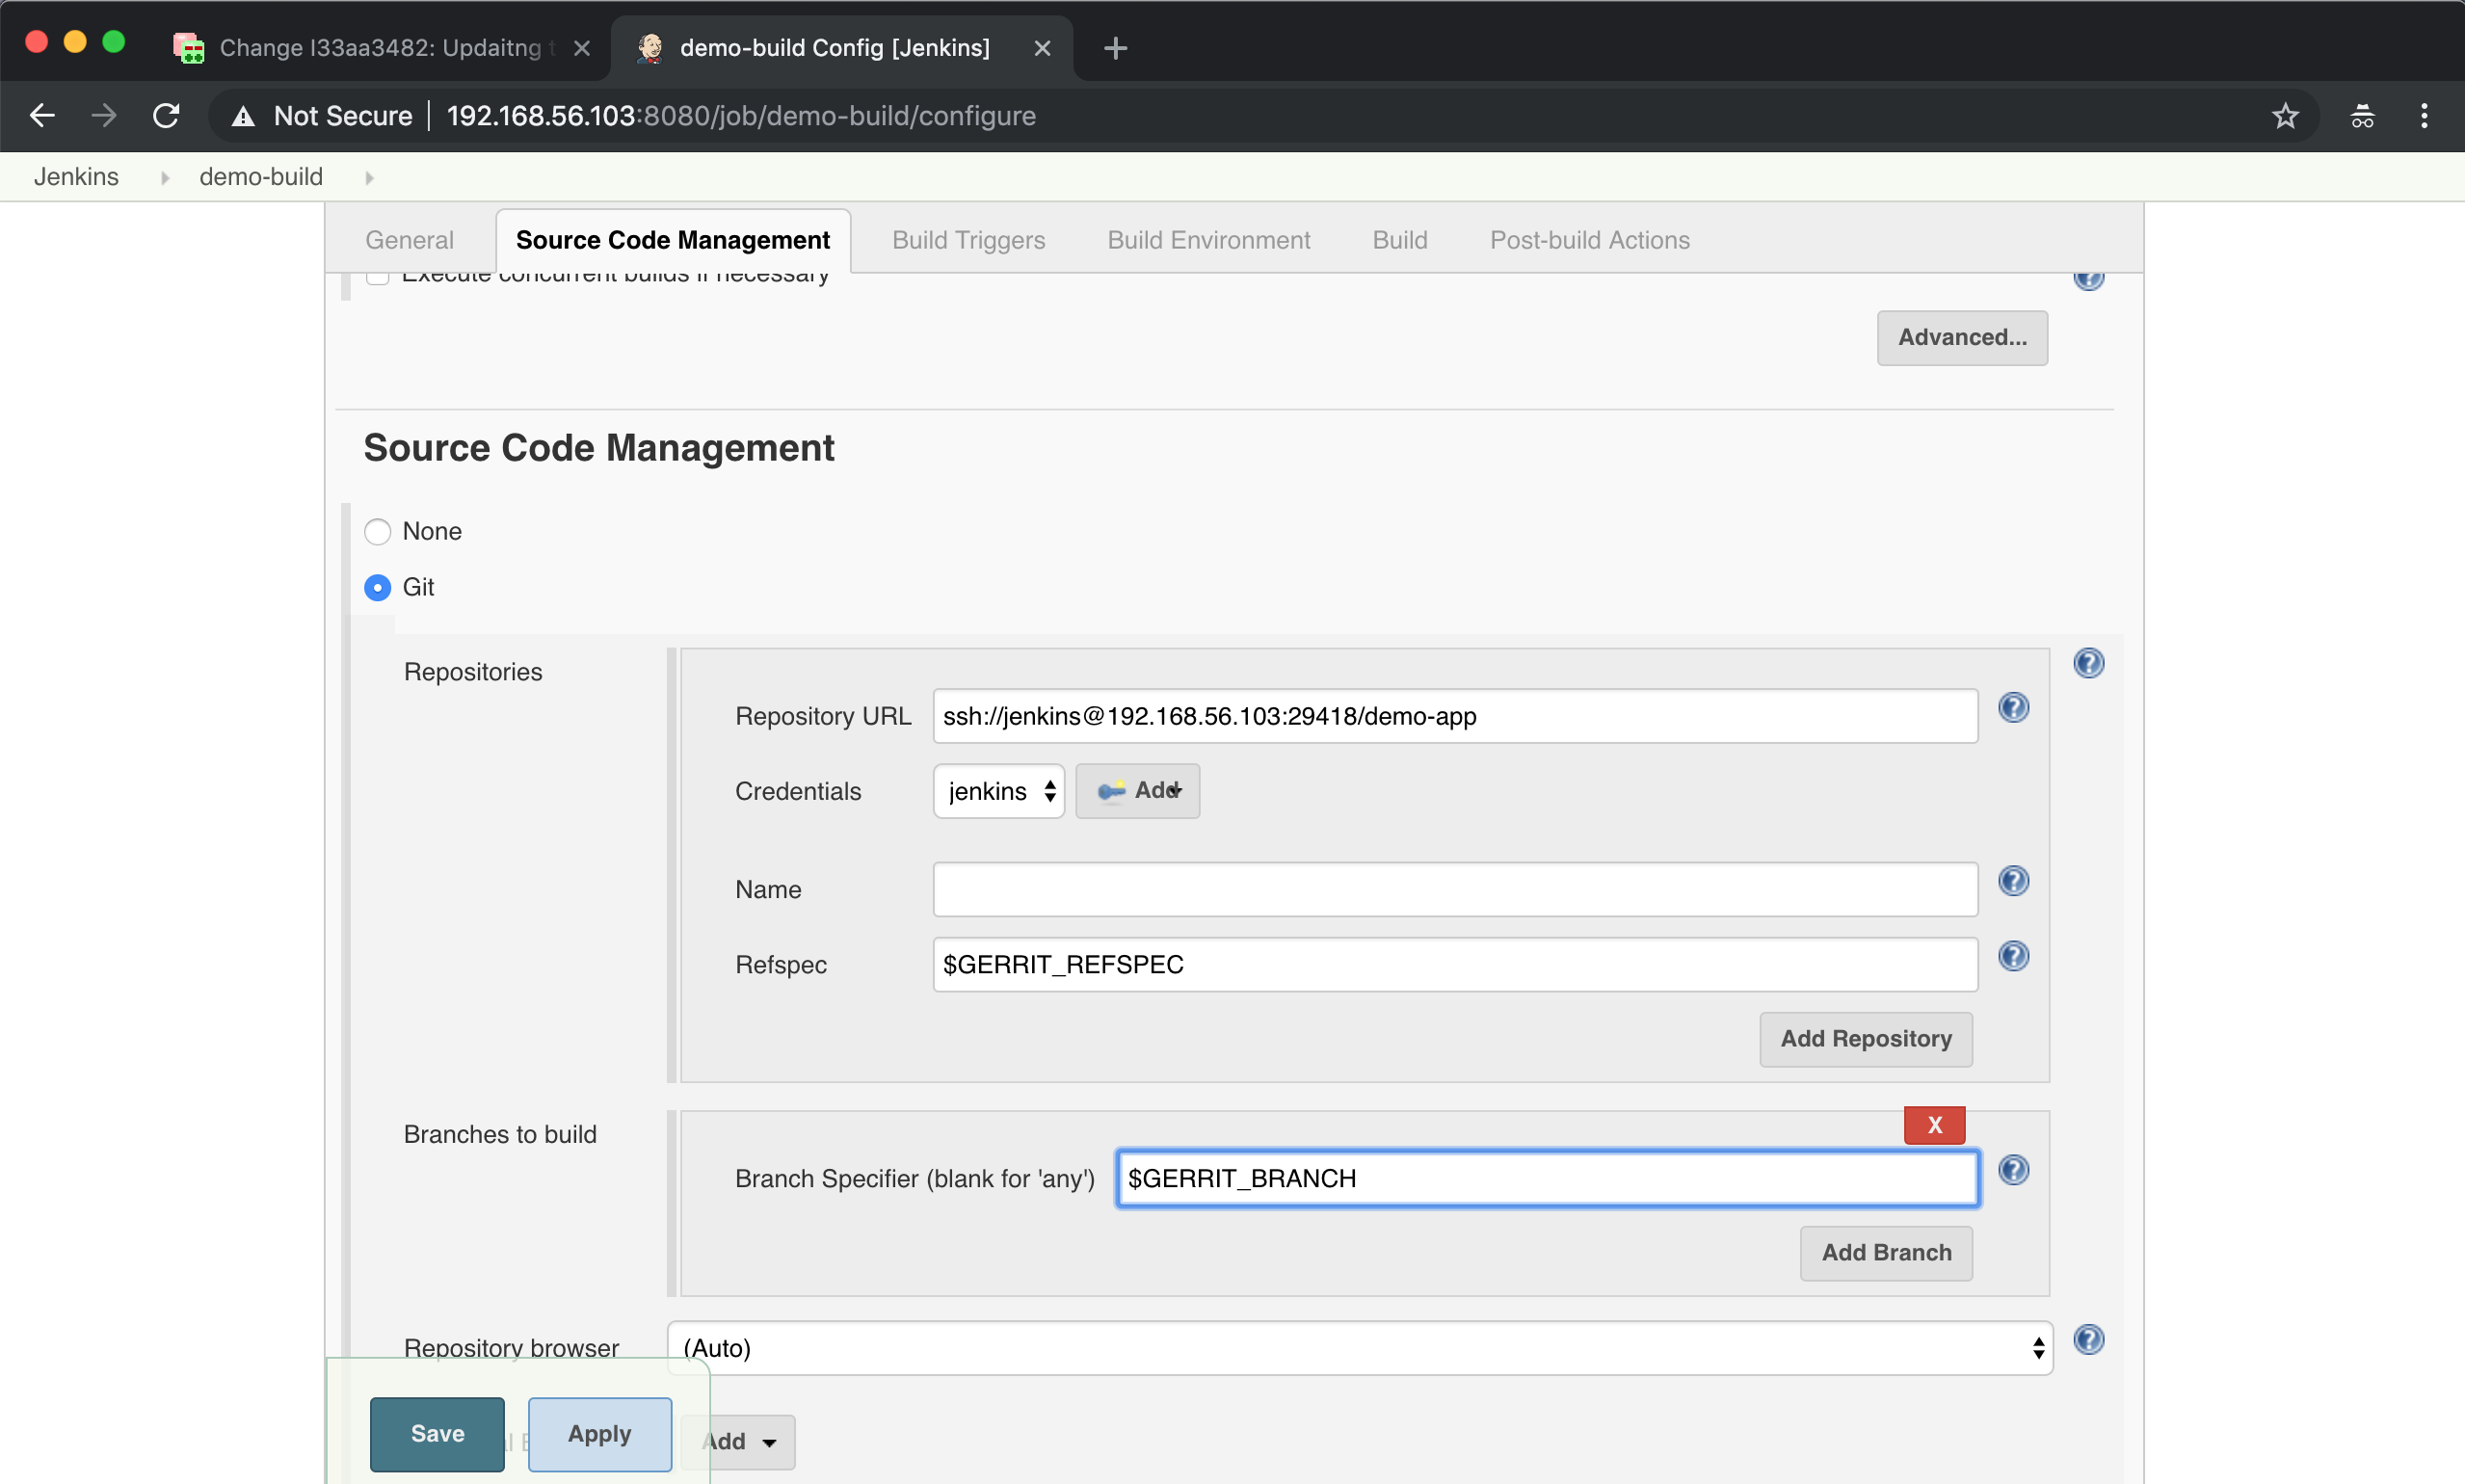 Change I33aa3482: Updaitng t
demo-build Config [Jenkins]
Not Secure | 192.168.56.103:8080/job/demo-build/configure
Jenkins demo-build
General Source Code Management Build Triggers Build Environment Build Post-build Actions
Execute concurrent builds if necessary
Advanced...
Source Code Management
None
Git
Repositories
Repository URL ssh://jenkins@192.168.56.103:29418/demo-app
Credentials jenkins Add
Name
Refspec $GERRIT_REFSPEC
Add Repository
Branches to build
X
Branch Specifier (blank for 'any') $GERRIT_BRANCH
Add Branch
Repository browser (Auto)
Save Apply Add